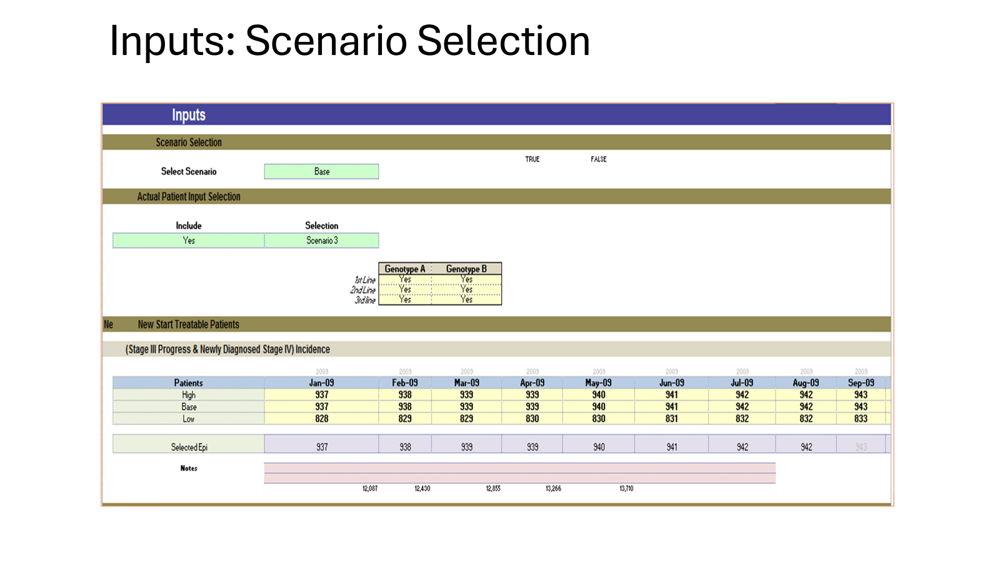 Inputs: Scenario Selection
Inputs
Scenario Selection
TRUE FALSE
Select Scenario Base
Actual Patient Input Selection
Include Selection
Yes Scenario 3
Genotype A Genotype B
1st Line Yes Yes
2nd Line Yes Yes
3rd line Yes Yes
Ne New Start Treatable Patients
(Stage III Progress & Newly Diagnosed Stage IV) Incidence
2009 2009 2009 2009 2009 2009 2009 2009 2009
Patients Jan-09 Feb-09 Mar-09 Apr-09 May-09 Jun-09 Jul-09 Aug-09 Sep-09
High 937 938 939 939 940 941 942 942 943
Base 937 938 939 939 940 941 942 942 943
Low 828 829 829 830 830 831 832 832 833
Selected Epi 937 938 939 939 940 941 942 942 943
Notes
12,087 12,430 12,855 13,266 13,710